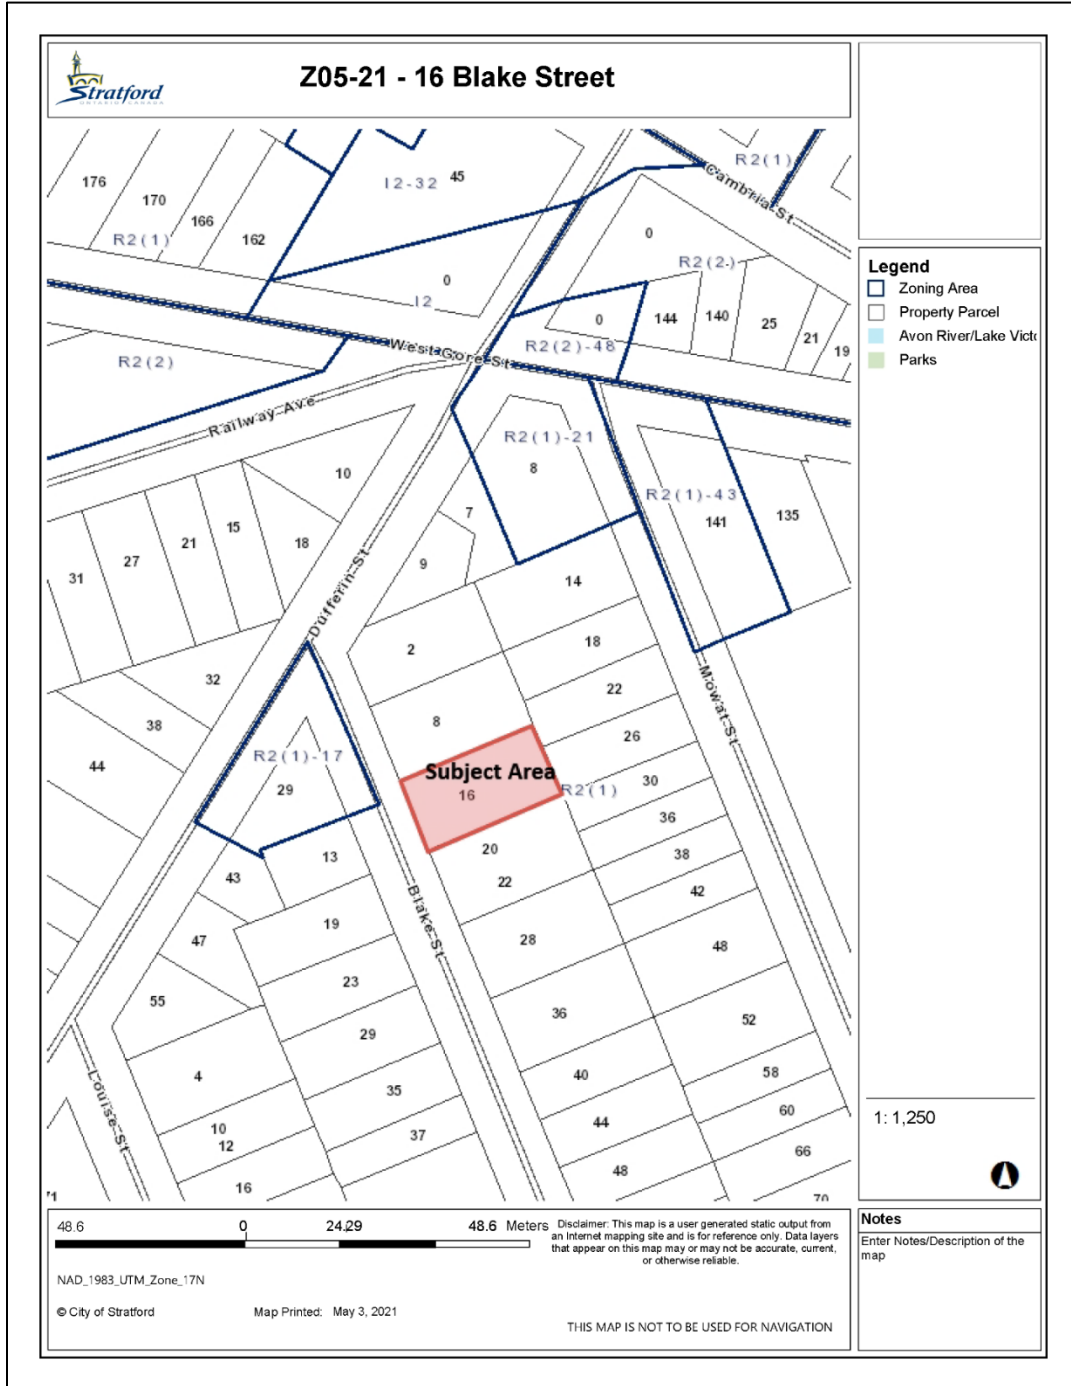 Stratford
ONTARIO CANADA
Z05-21 - 16 Blake Street
176
170
166
162
R2(1)
I2-32
45
0
I2
R2(1)
Cambria St
0
R2(2-)
0
144
140
25
21
19
R2(2)-48
West Gore St
R2(2)
Railway Ave
10
R2(1)-21
8
R2(1)-43
141
135
7
9
31
27
21
15
18
Dufferin St
14
2
18
32
22
Mowat St
38
8
26
44
R2(1)-17
29
Subject Area
16
R2(1)
30
36
20
38
13
22
42
43
Blake St
19
28
48
47
23
55
36
52
29
4
40
58
35
Louise St
10
44
60
12
37
48
66
16
71
70
Legend
Zoning Area
Property Parcel
Avon River/Lake Victo
Parks
1: 1,250
48.6 0 24.29 48.6 Meters
NAD_1983_UTM_Zone_17N
© City of Stratford Map Printed: May 3, 2021
Disclaimer: This map is a user generated static output from
an Internet mapping site and is for reference only. Data layers
that appear on this map may or may not be accurate, current,
or otherwise reliable.
THIS MAP IS NOT TO BE USED FOR NAVIGATION
Notes
Enter Notes/Description of the
map